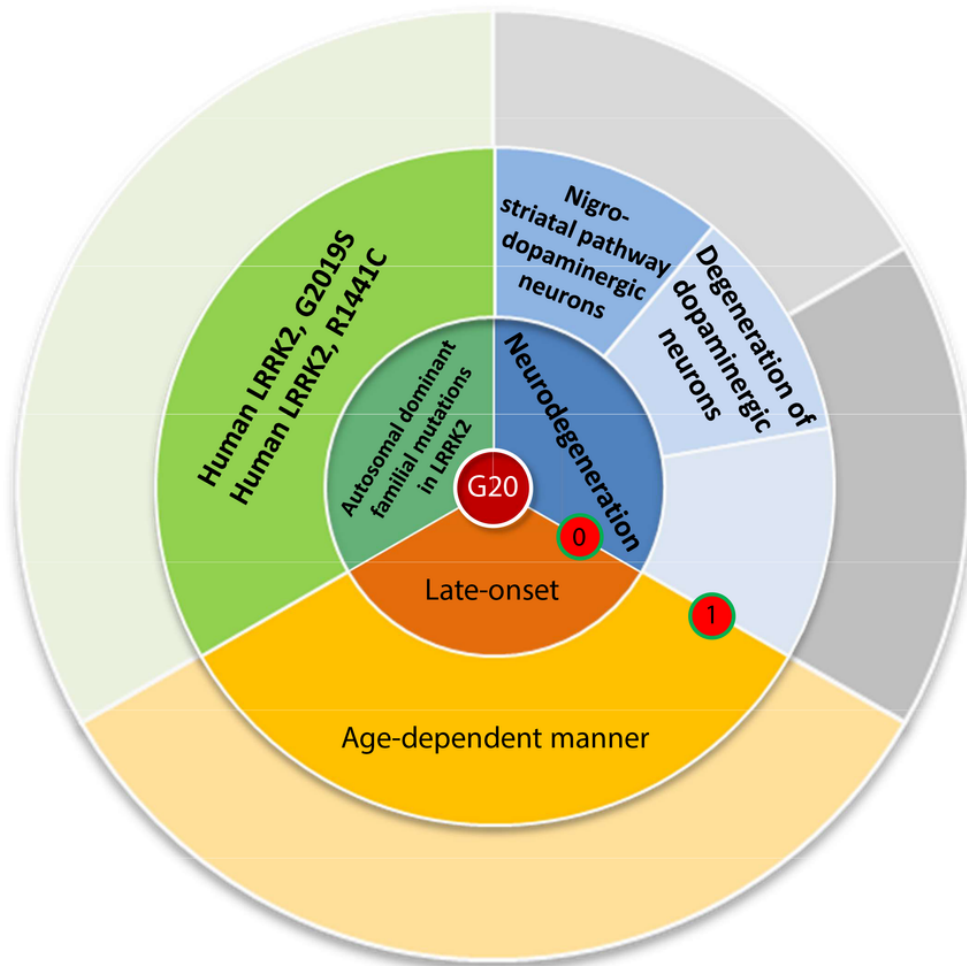 Human LRRK2, G2019S
Human LRRK2, R1441C
Nigro-
striatal pathway
dopaminergic
neurons
Degeneration of
dopaminergic
neurons
Autosomal dominant
familial mutations
in LRRK2
Neurodegeneration
G20
0
Late-onset
1
Age-dependent manner